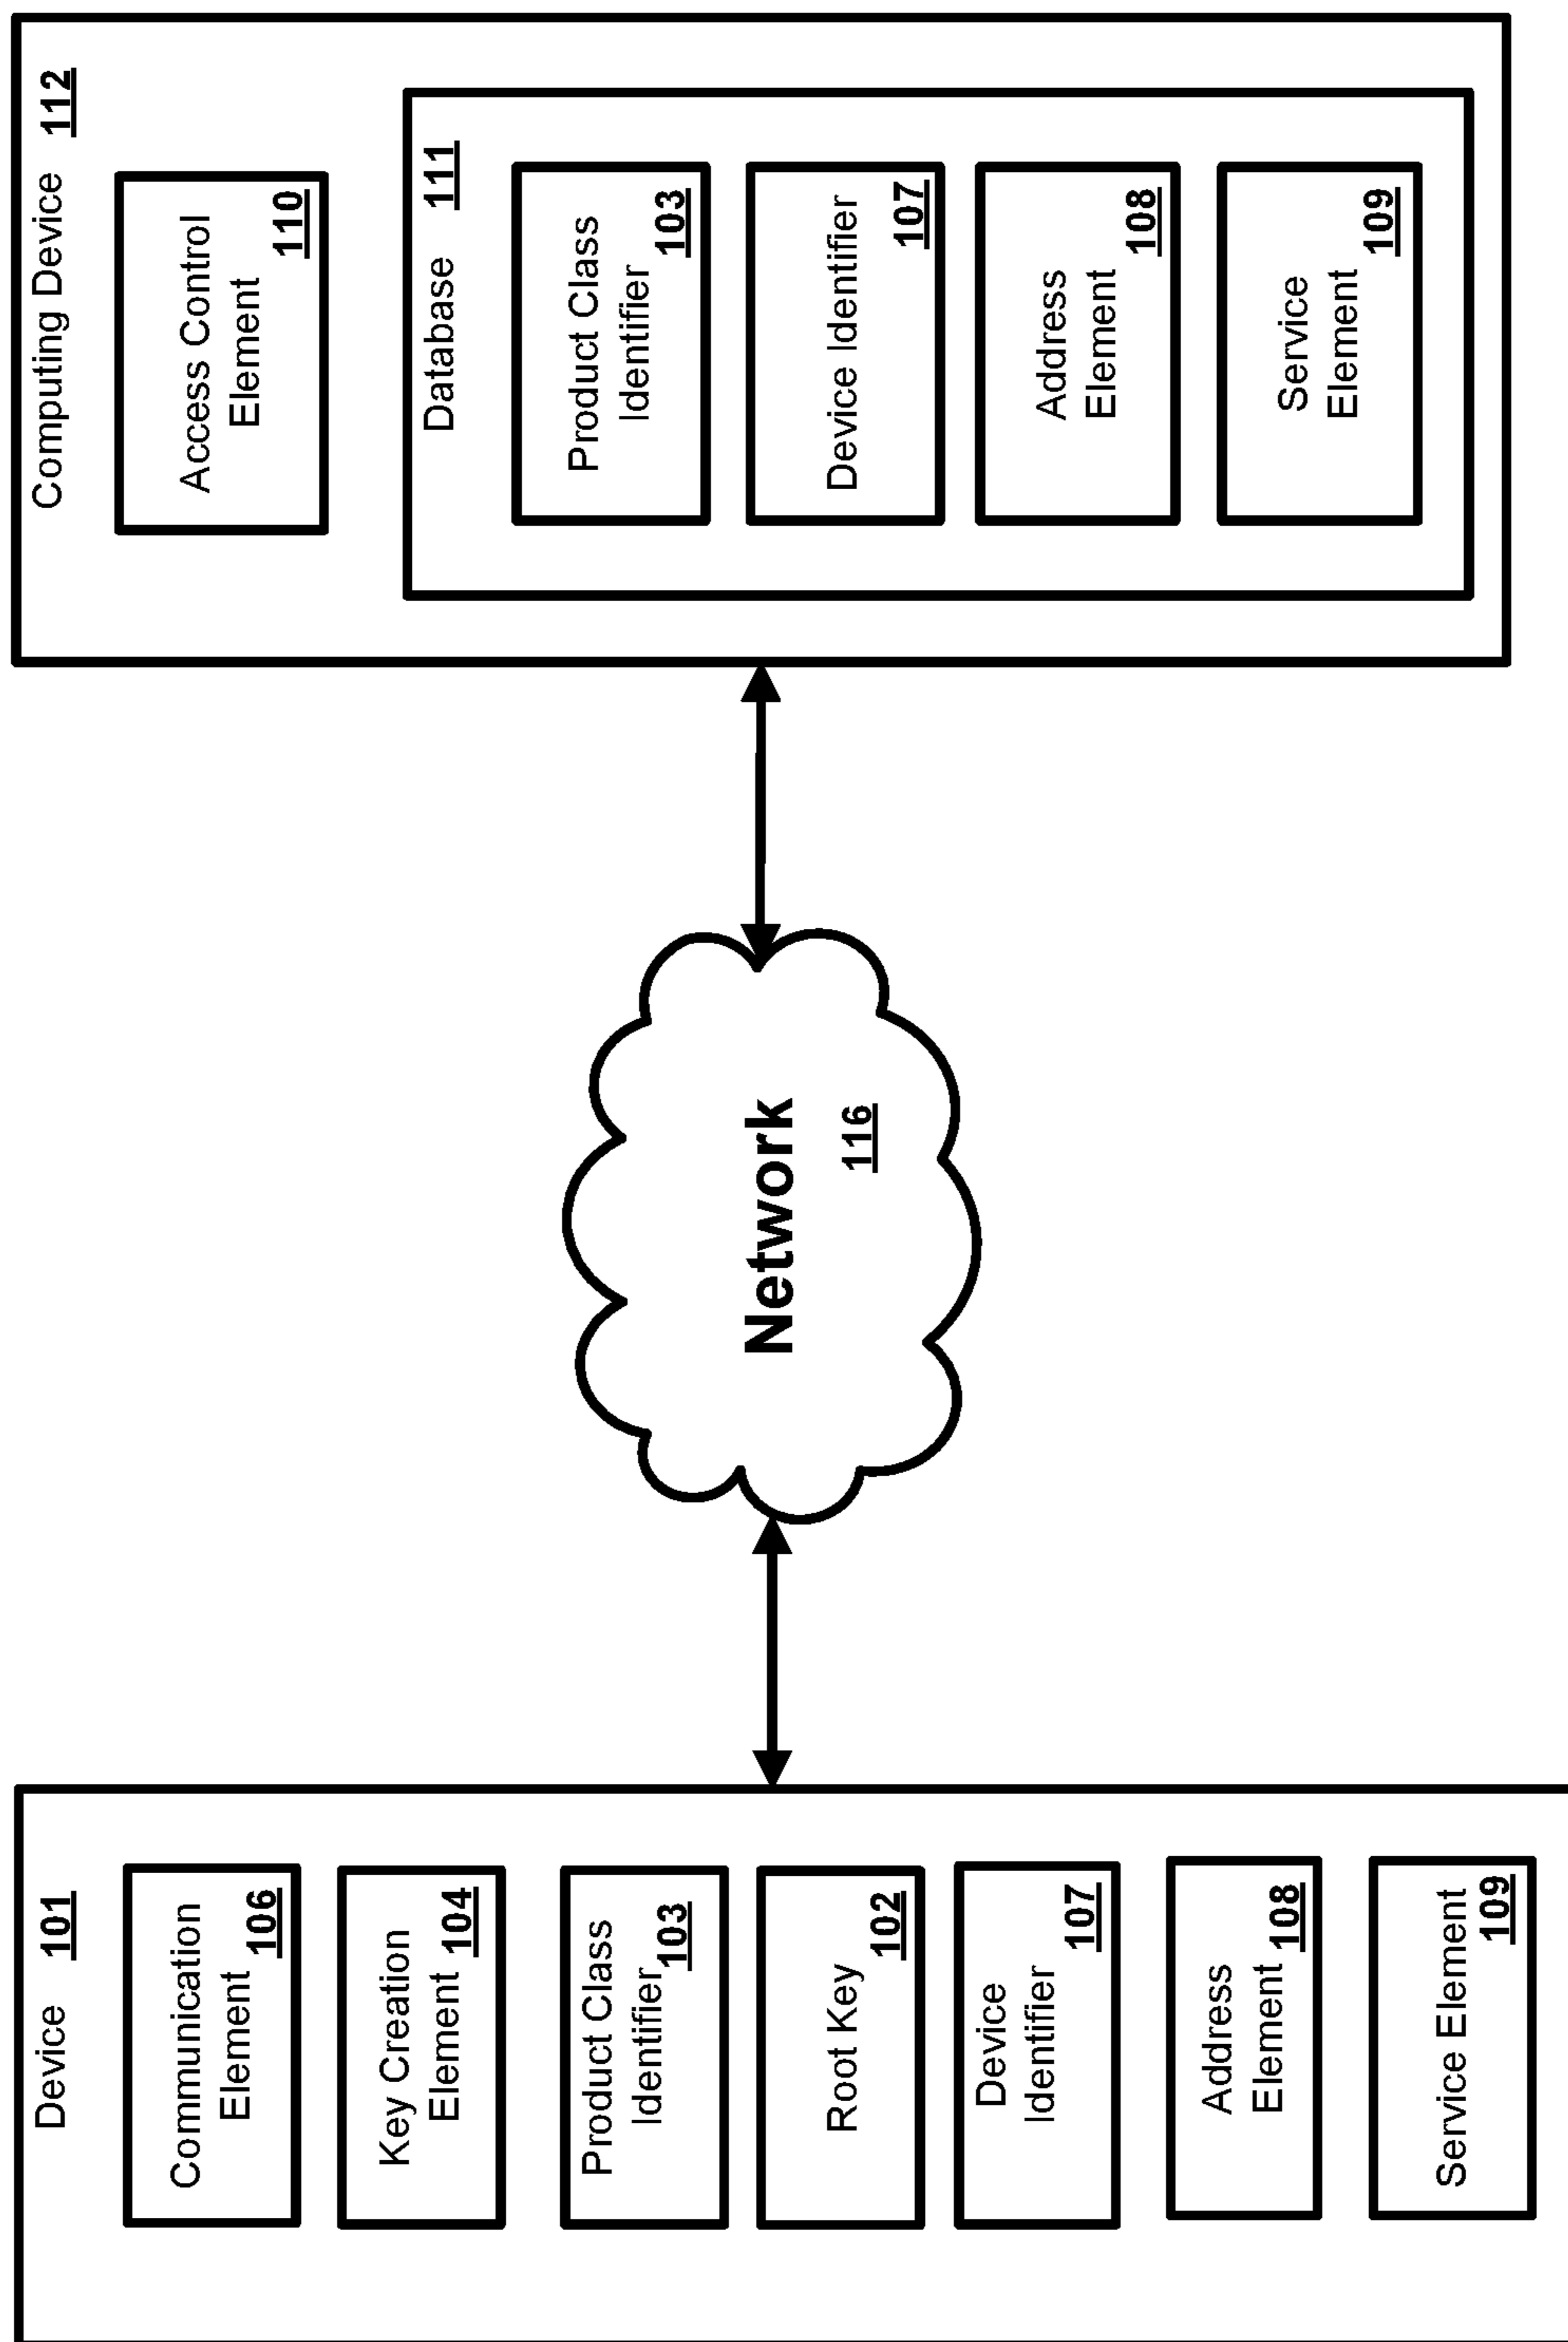 Device 101
Communication
Element 106
Key Creation
Element 104
Product Class
Identifier 103
Root Key
102
Device
Identifier
107
Address
Element 108
Service Element
109
Network
116
Computing Device 112
Access Control
Element
110
Database 111
Product Class
Identifier
103
Device Identifier
107
Address
Element
108
Service
Element
109